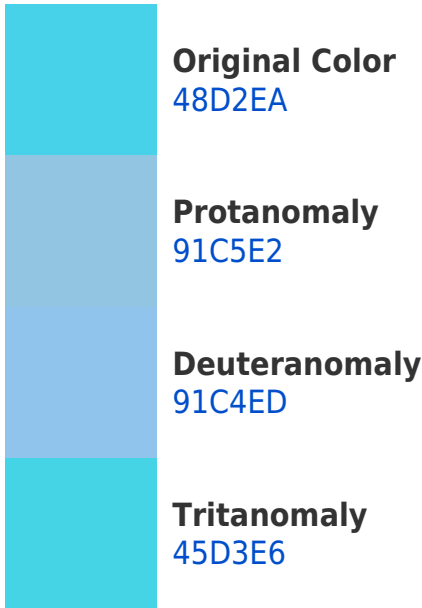 Original Color
48D2EA
Protanomaly
91C5E2
Deuteranomaly
91C4ED
Tritanomaly
45D3E6